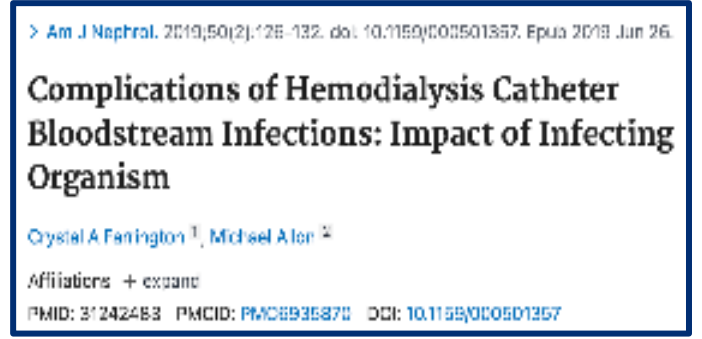 > Am J Nephrol. 2019;50(2):126-132. doi: 10.1159/000501357. Epub 2019 Jun 26.
Complications of Hemodialysis Catheter
Bloodstream Infections: Impact of Infecting
Organism
Crystal A Farrington 1, Michael Allon 2
Affiliations + expand
PMID: 31242483 PMCID: PMC6935870 DOI: 10.1159/000501357